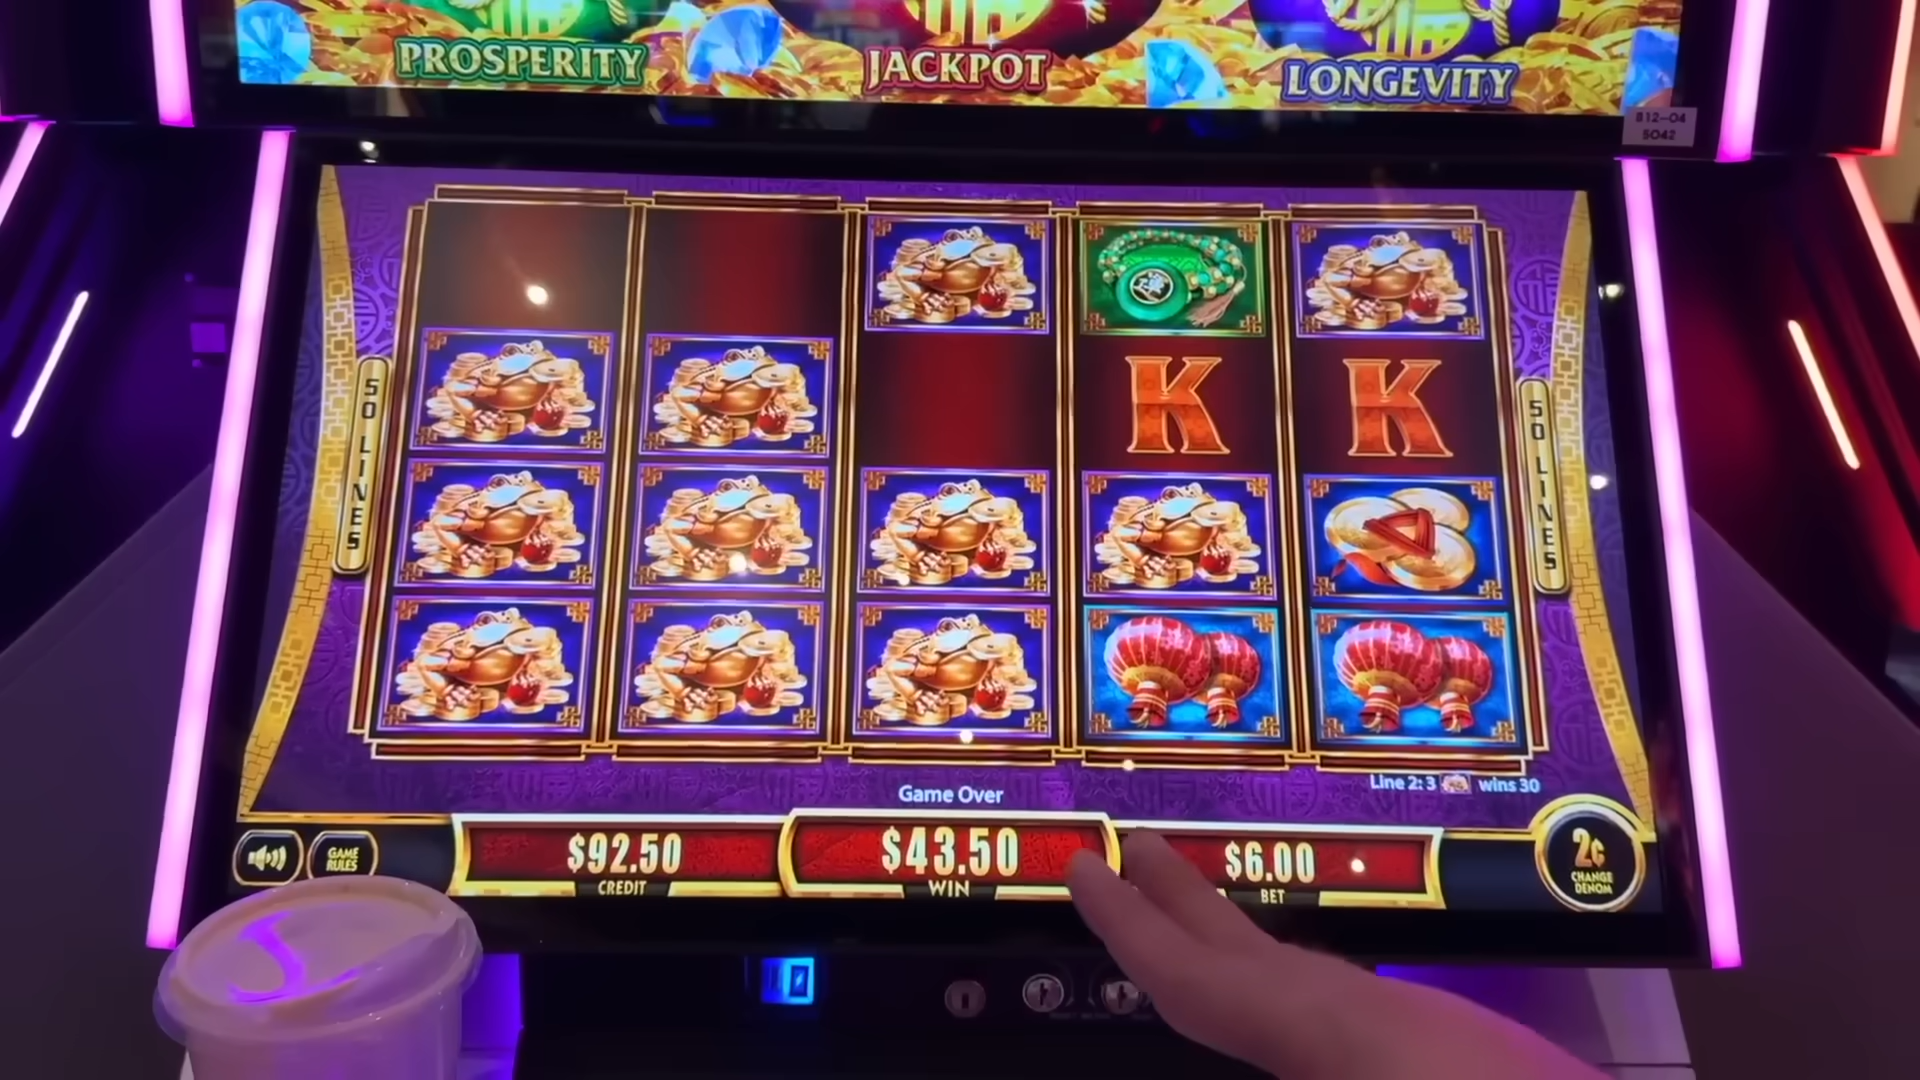 PROSPERITY
JACKPOT
LONGEVITY
B12-04
5042
50 LINES
K
K
50 LINES
Game Over
Line 2: 3 wins 30
GAME
RULES
$92.50
CREDIT
$43.50
WIN
$6.00
BET
2¢
CHANGE
DENOM